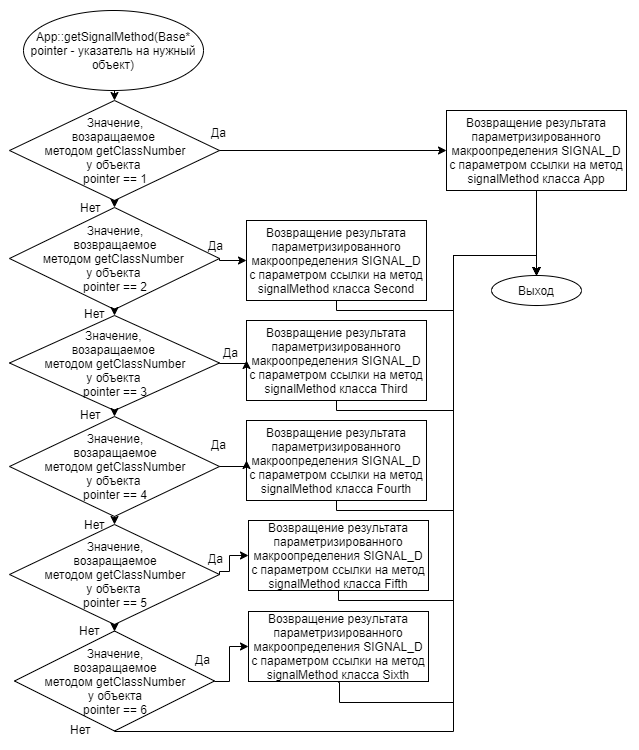 App::getSignalMethod(Base*
pointer - указатель на нужный
объект)
Значение,
возаращаемое
методом getClassNumber
у объекта
pointer == 1
Да
Возвращение результата
параметризированного
макроопределения SIGNAL_D
с параметром ссылки на метод
signalMethod класса App
Нет
Значение,
возвращаемое
методом getClassNumber
у объекта
pointer == 2
Да
Возвращение результата
параметризированного
макроопределения SIGNAL_D
с параметром ссылки на метод
signalMethod класса Second
Выход
Нет
Значение,
возаращаемое
методом getClassNumber
у объекта
pointer == 3
Да
Возвращение результата
параметризированного
макроопределения SIGNAL_D
с параметром ссылки на метод
signalMethod класса Third
Нет
Значение,
возаращаемое
методом getClassNumber
у объекта
pointer == 4
Да
Возвращение результата
параметризированного
макроопределения SIGNAL_D
с параметром ссылки на метод
signalMethod класса Fourth
Нет
Значение,
возаращаемое
методом getClassNumber
у объекта
pointer == 5
Да
Возвращение результата
параметризированного
макроопределения SIGNAL_D
с параметром ссылки на метод
signalMethod класса Fifth
Нет
Значение,
возаращаемое
методом getClassNumber
у объекта
pointer == 6
Да
Возвращение результата
параметризированного
макроопределения SIGNAL_D
с параметром ссылки на метод
signalMethod класса Sixth
Нет